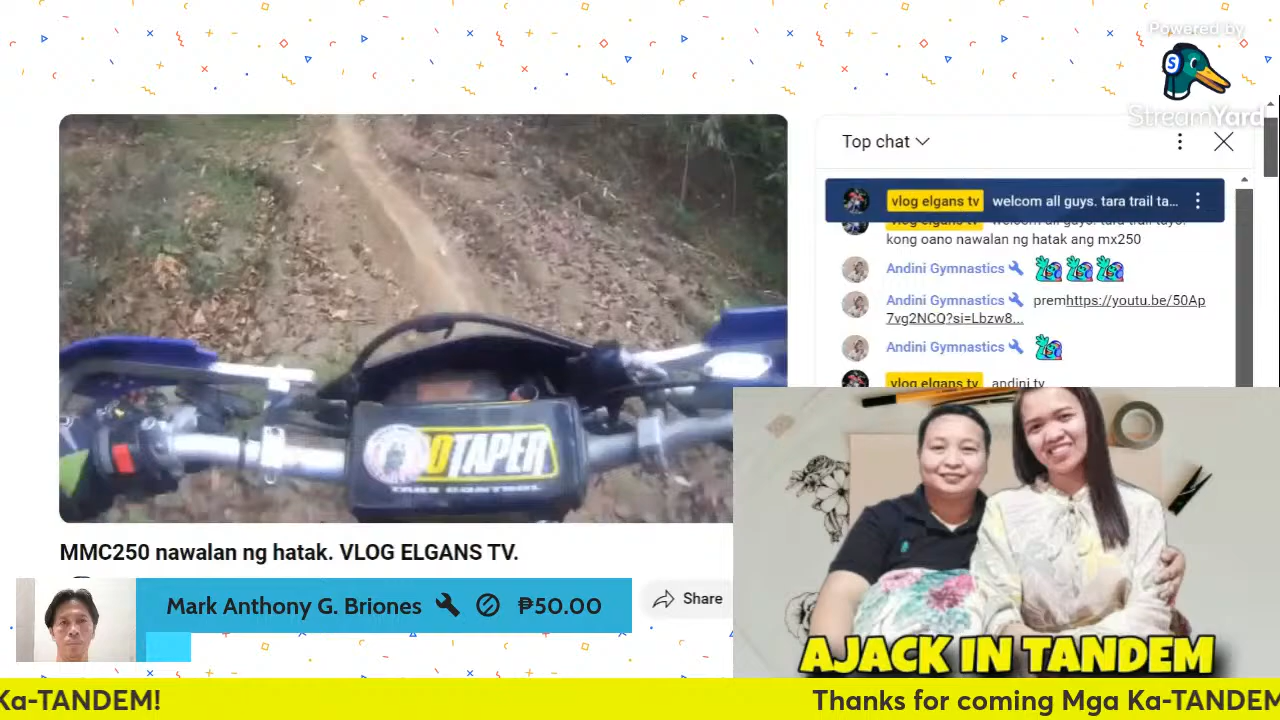 Powered by
StreamYard
Top chat
vlog elgans tv welcom all guys. tara trail ta...
kong oano nawalan ng hatak ang mx250
Andini Gymnastics
Andini Gymnastics premhttps://youtu.be/50Ap
7vg2NCQ?si=Lbzw8...
Andini Gymnastics
vlog elgans tv andini tv
OTAPER
TAKE CONTROL
MMC250 nawalan ng hatak. VLOG ELGANS TV.
Mark Anthony G. Briones ₱50.00
Share
AJACK IN TANDEM
Ka-TANDEM!
Thanks for coming Mga Ka-TANDEM